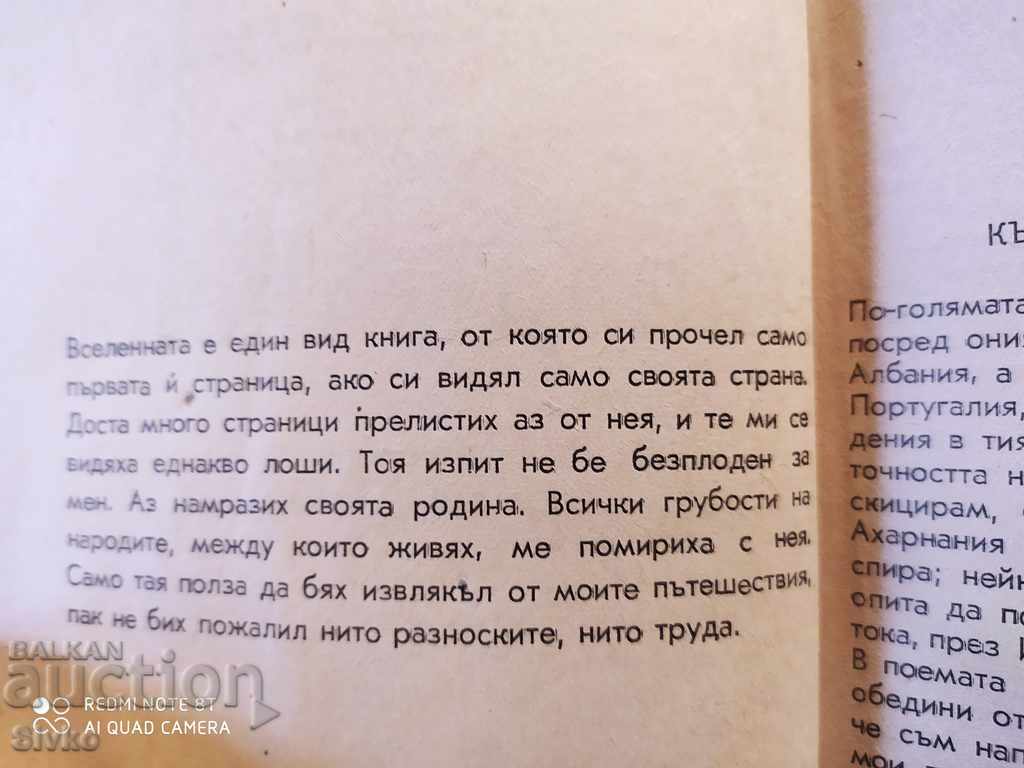 Вселенната е един вид книга, от която си прочел само
първата ѝ страница, ако си видял само своята страна.
Доста много страници прелистих аз от нея, и те ми се
видяха еднакво лоши. Тоя изпит не бе безплоден за
мен. Аз намразих своята родина. Всички грубости на
народите, между които живях, ме помириха с нея.
Само тая полза да бях извлякъл от моите пътешествия,
пак не бих пожалил нито разноските, нито труда.
КЪ
По-голямата
посред ония
Албания, а
Португалия,
дения в тия
точността н
скицирам,
Ахарнания
спира; нейн
опита да по
тока, през И
В поемата
обедини от
че съм нап
мои
BALKAN
auction
REDMI NOTE 8T
AI QUAD CAMERA
sivko